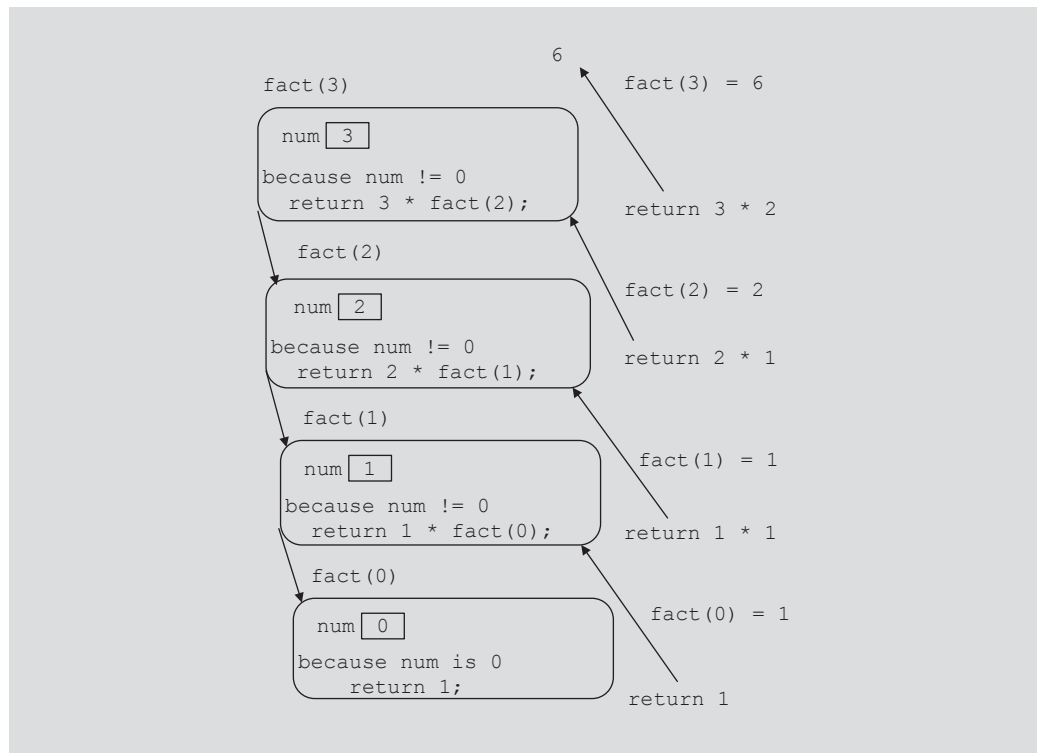 6
fact(3)
fact(3) = 6
num 3
because num != 0
return 3 * fact(2);
return 3 * 2
fact(2)
fact(2) = 2
num 2
because num != 0
return 2 * fact(1);
return 2 * 1
fact(1)
fact(1) = 1
num 1
because num != 0
return 1 * fact(0);
return 1 * 1
fact(0)
fact(0) = 1
num 0
because num is 0
return 1;
return 1